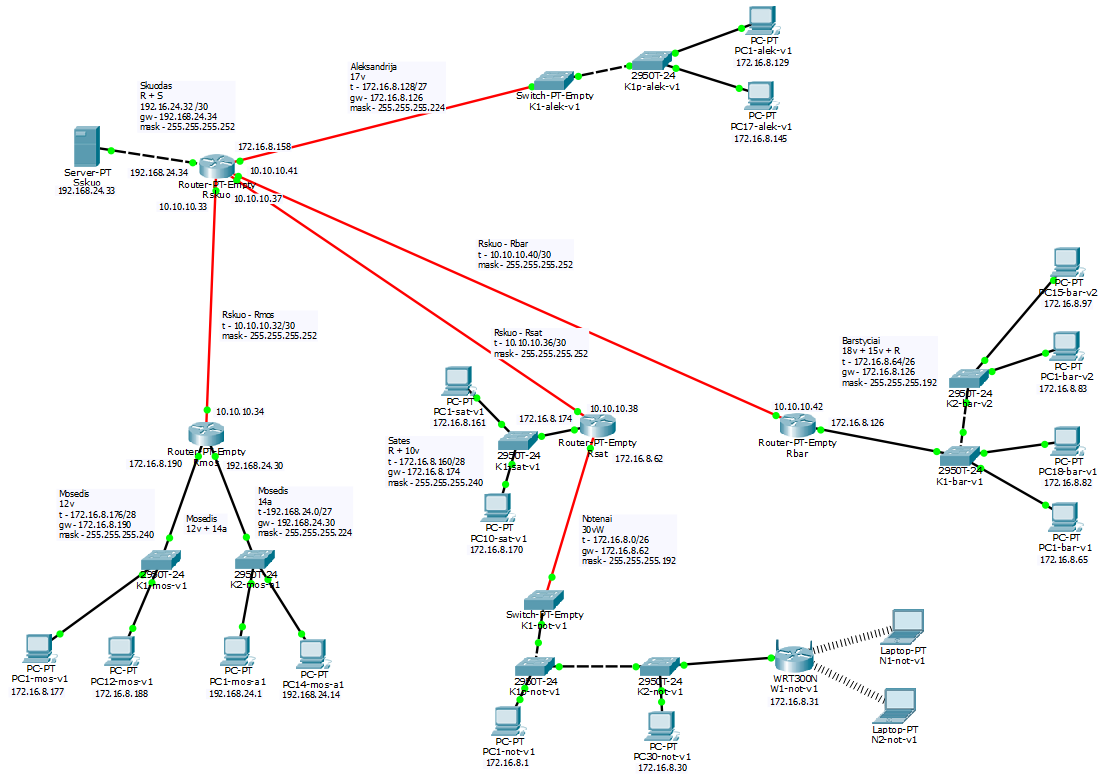 PC-PT
PC1-alek-v1
172.16.8.129
Aleksandrija
17v
t - 172.16.8.128/27
gw - 172.16.8.126
mask - 255.255.255.224
2950T-24
K1p-alek-v1
Switch-PT-Empty
K1-alek-v1
PC-PT
PC17-alek-v1
172.16.8.145
Skuodas
R + S
192.16.24.32 /30
gw - 192.168.24.34
mask - 255.255.255.252
172.16.8.158
Server-PT
Sskuo
192.168.24.33
192.168.24.34
10.10.10.41
Router-PT-Empty
Rskuo
10.10.10.37
10.10.10.33
Rskuo - Rbar
t - 10.10.10.40/30
mask - 255.255.255.252
PC-PT
PC15-bar-v2
172.16.8.97
Rskuo - Rmos
t - 10.10.10.32/30
mask - 255.255.255.252
Rskuo - Rsat
t - 10.10.10.36/30
mask - 255.255.255.252
Barstyciai
18v + 15v + R
t - 172.16.8.64/26
gw - 172.16.8.126
mask - 255.255.255.192
PC-PT
PC1-bar-v2
172.16.8.83
2950T-24
K2-bar-v2
PC-PT
PC1-sat-v1
172.16.8.161
10.10.10.34
10.10.10.38
172.16.8.174
10.10.10.42
172.16.8.126
Router-PT-Empty
Rmos
172.16.8.190
192.168.24.30
Sates
R + 10v
t - 172.16.8.160/28
gw - 172.16.8.174
mask - 255.255.255.240
2950T-24
K1-sat-v1
Router-PT-Empty
Rsat
172.16.8.62
Router-PT-Empty
Rbar
2950T-24
K1-bar-v1
PC-PT
PC18-bar-v1
172.16.8.82
Mosedis
12v
t - 172.16.8.176/28
gw - 172.16.8.190
mask - 255.255.255.240
Mosedis
12v + 14a
Mosedis
14a
t -192.168.24.0/27
gw - 192.168.24.30
mask - 255.255.255.224
PC-PT
PC10-sat-v1
172.16.8.170
Notenai
30vW
t - 172.16.8.0/26
gw - 172.16.8.62
mask - 255.255.255.192
PC-PT
PC1-bar-v1
172.16.8.65
2950T-24
K1-mos-v1
2950T-24
K2-mos-a1
Switch-PT-Empty
K1-not-v1
PC-PT
PC1-mos-v1
172.16.8.177
PC-PT
PC12-mos-v1
172.16.8.188
PC-PT
PC1-mos-a1
192.168.24.1
PC-PT
PC14-mos-a1
192.168.24.14
2950T-24
K1p-not-v1
2950T-24
K2-not-v1
WRT300N
W1-not-v1
172.16.8.31
Laptop-PT
N1-not-v1
PC-PT
PC1-not-v1
172.16.8.1
PC-PT
PC30-not-v1
172.16.8.30
Laptop-PT
N2-not-v1